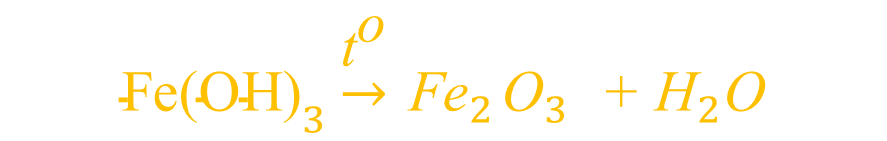 t^o
Fe(OH)₃ → Fe₂O₃ + H₂O